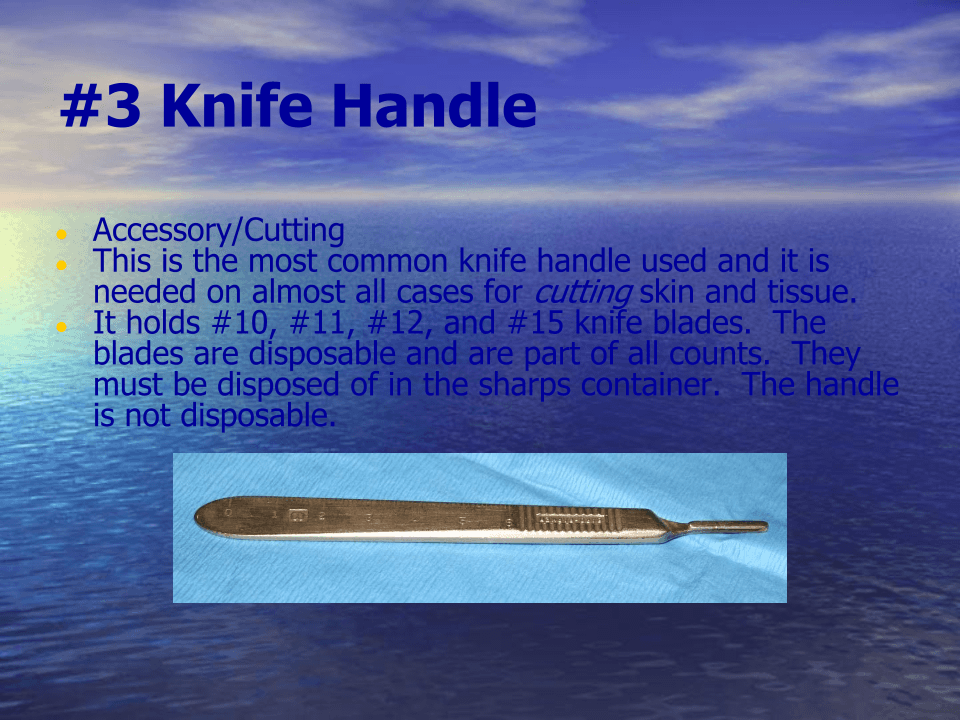 #3 Knife Handle
Accessory/Cutting
This is the most common knife handle used and it is
needed on almost all cases for cutting skin and tissue.
It holds #10, #11, #12, and #15 knife blades.  The
blades are disposable and are part of all counts.  They
must be disposed of in the sharps container.  The handle
is not disposable.
0 1 2